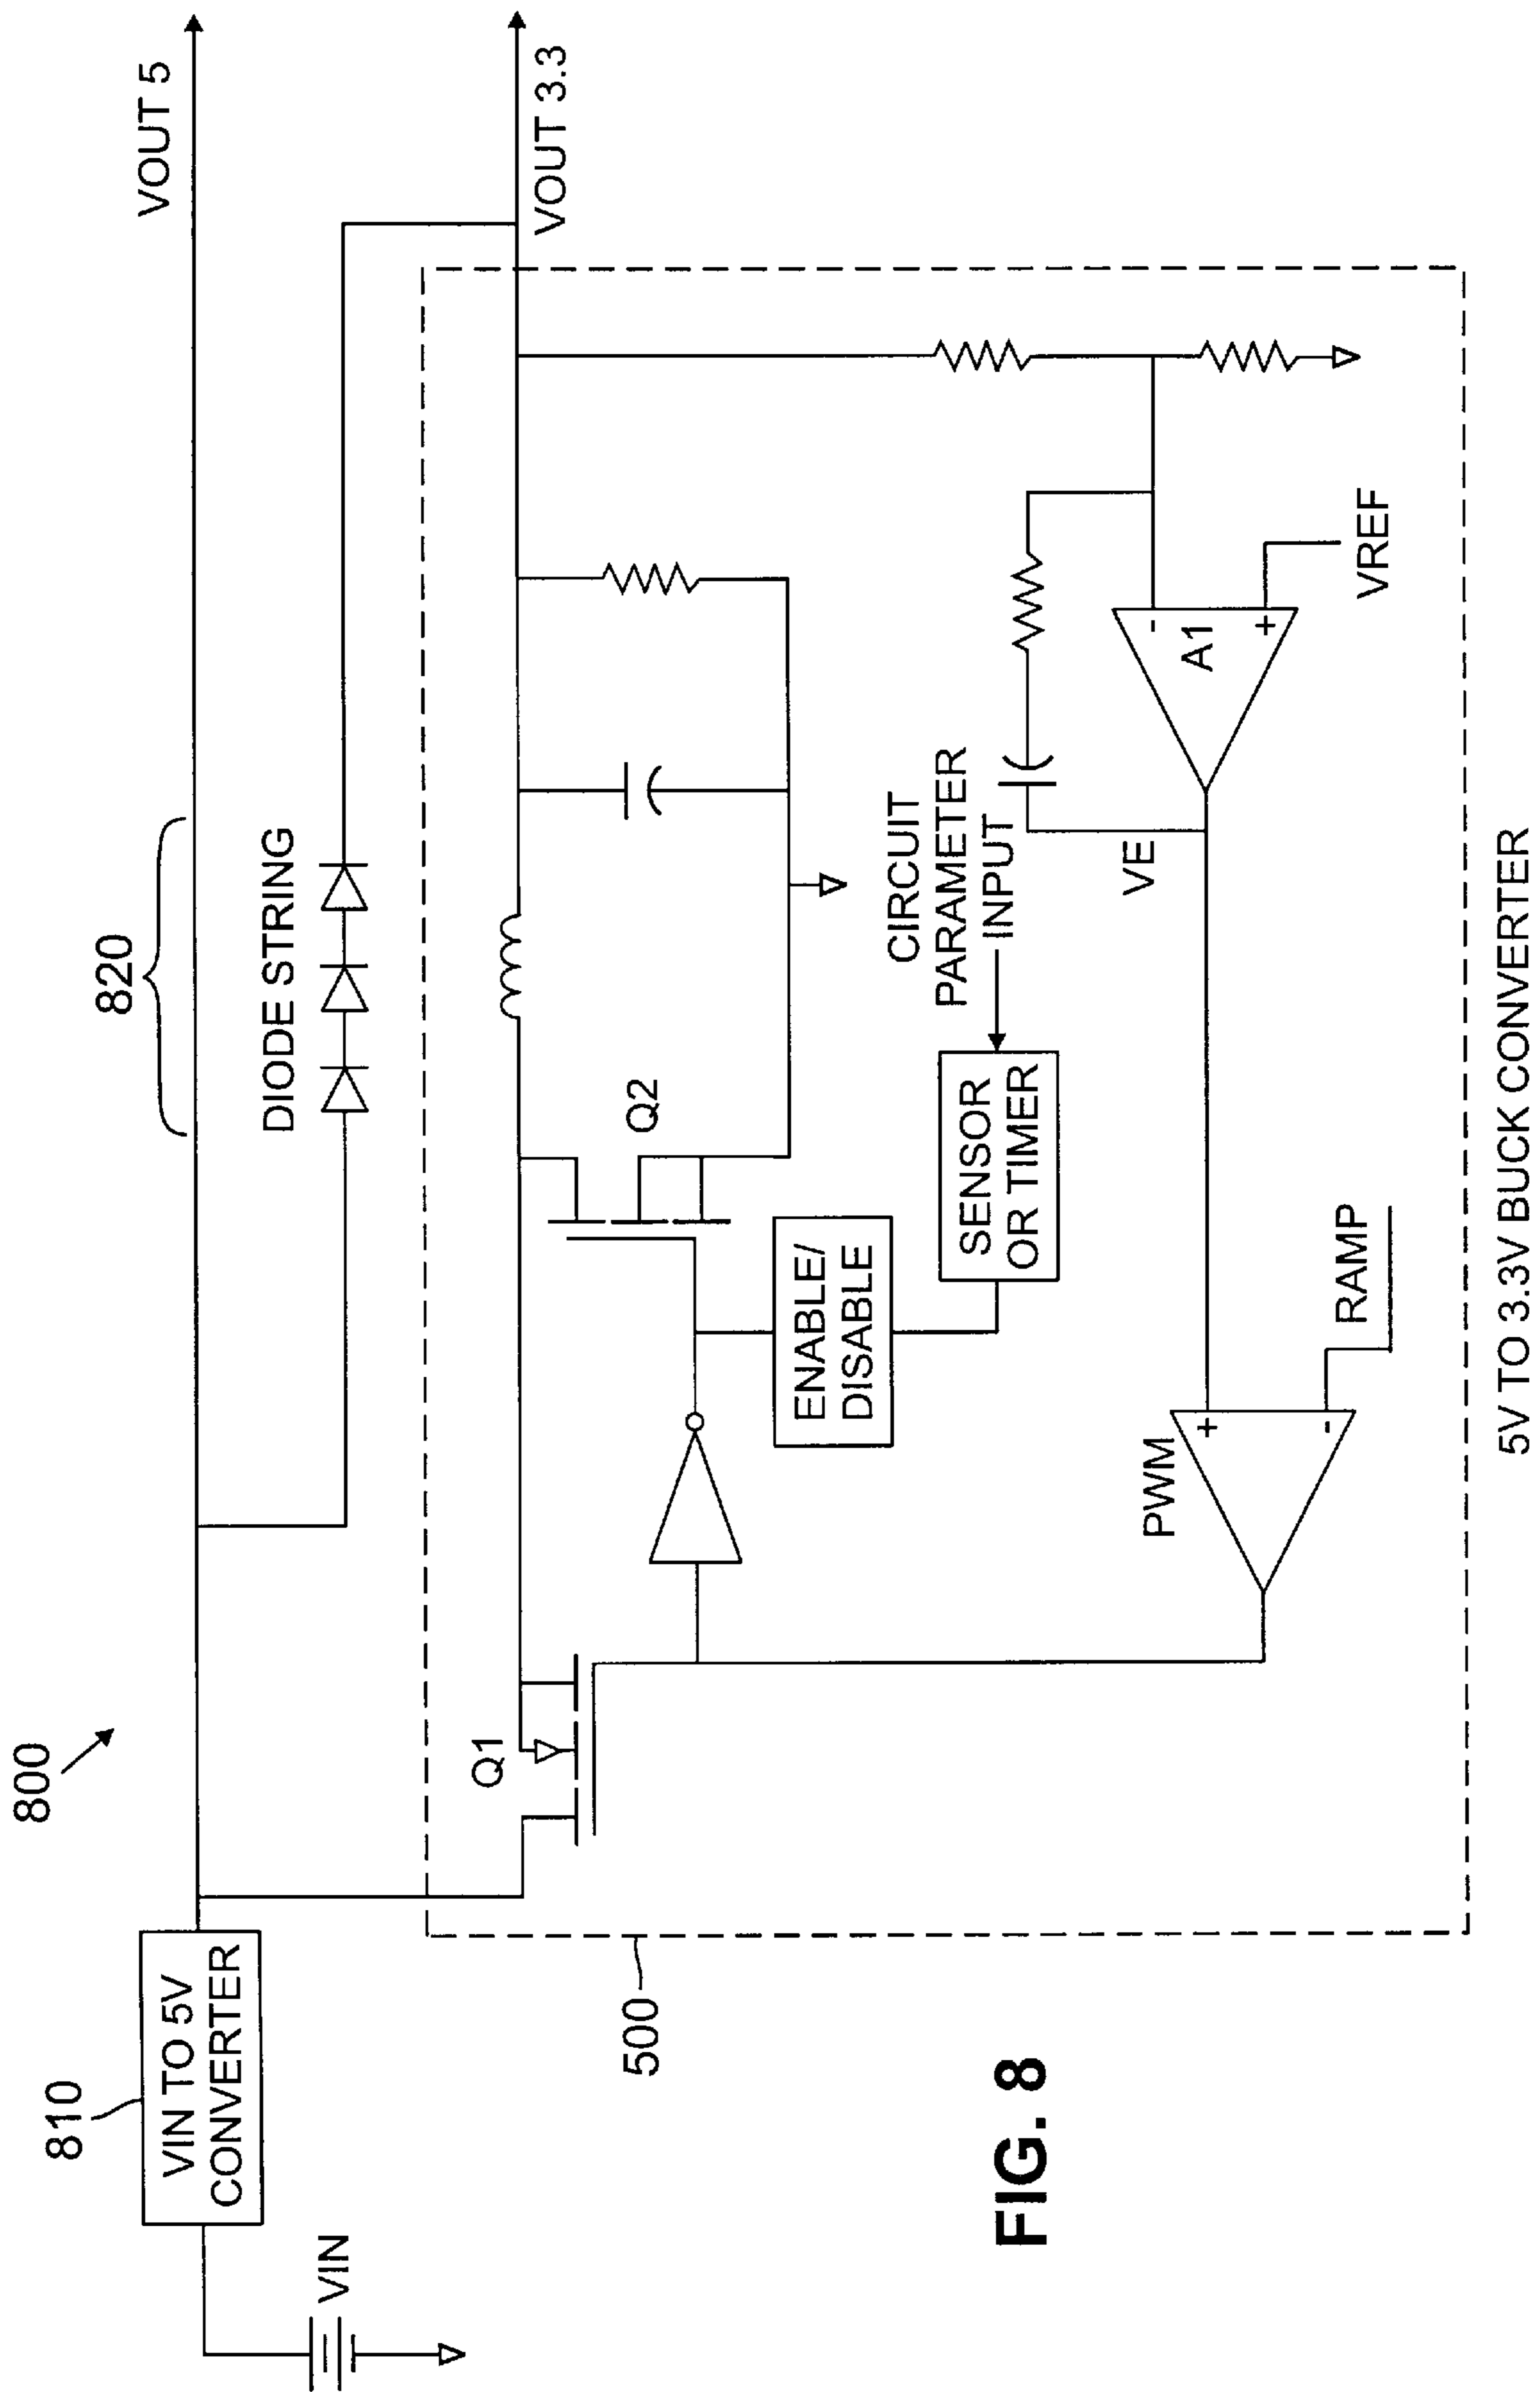 800
810
VIN TO 5V
CONVERTER
VIN
820
VOUT 5
DIODE STRING
VOUT 3.3
500
Q1
Q2
ENABLE/
DISABLE
SENSOR
OR TIMER
CIRCUIT
PARAMETER
INPUT
VE
-
A1
+
VREF
PWM
+
-
RAMP
5V TO 3.3V BUCK CONVERTER
FIG. 8